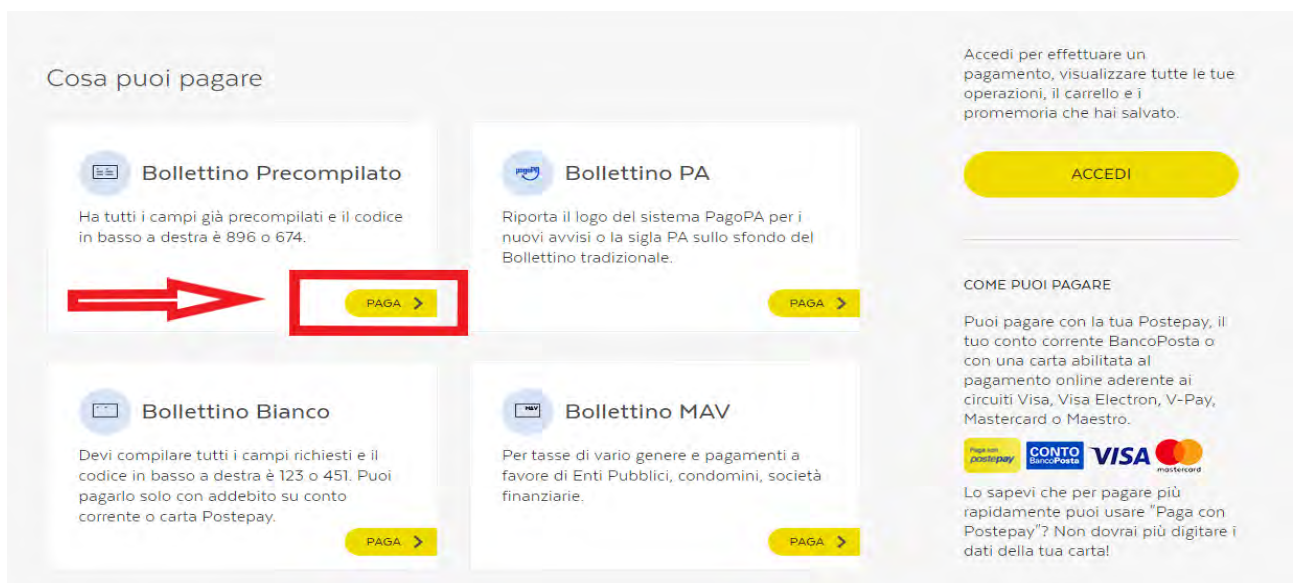 Cosa puoi pagare
Bollettino Precompilato
Ha tutti i campi già precompilati e il codice
in basso a destra è 896 o 674.
PAGA
pagoPA
Bollettino PA
Riporta il logo del sistema PagoPA per i
nuovi avvisi o la sigla PA sullo sfondo del
Bollettino tradizionale.
PAGA
Bollettino Bianco
Devi compilare tutti i campi richiesti e il
codice in basso a destra è 123 o 451. Puoi
pagarlo solo con addebito su conto
corrente o carta Postepay.
PAGA
MAV
Bollettino MAV
Per tasse di vario genere e pagamenti a
favore di Enti Pubblici, condomini, società
finanziarie.
PAGA
Accedi per effettuare un
pagamento, visualizzare tutte le tue
operazioni, il carrello e i
promemoria che hai salvato.
ACCEDI
COME PUOI PAGARE
Puoi pagare con la tua Postepay, il
tuo conto corrente BancoPosta o
con una carta abilitata al
pagamento online aderente ai
circuiti Visa, Visa Electron, V-Pay,
Mastercard o Maestro.
Paga con
postepay
CONTO
BancoPosta
VISA
mastercard
Lo sapevi che per pagare più
rapidamente puoi usare "Paga con
Postepay"? Non dovrai più digitare i
dati della tua carta!